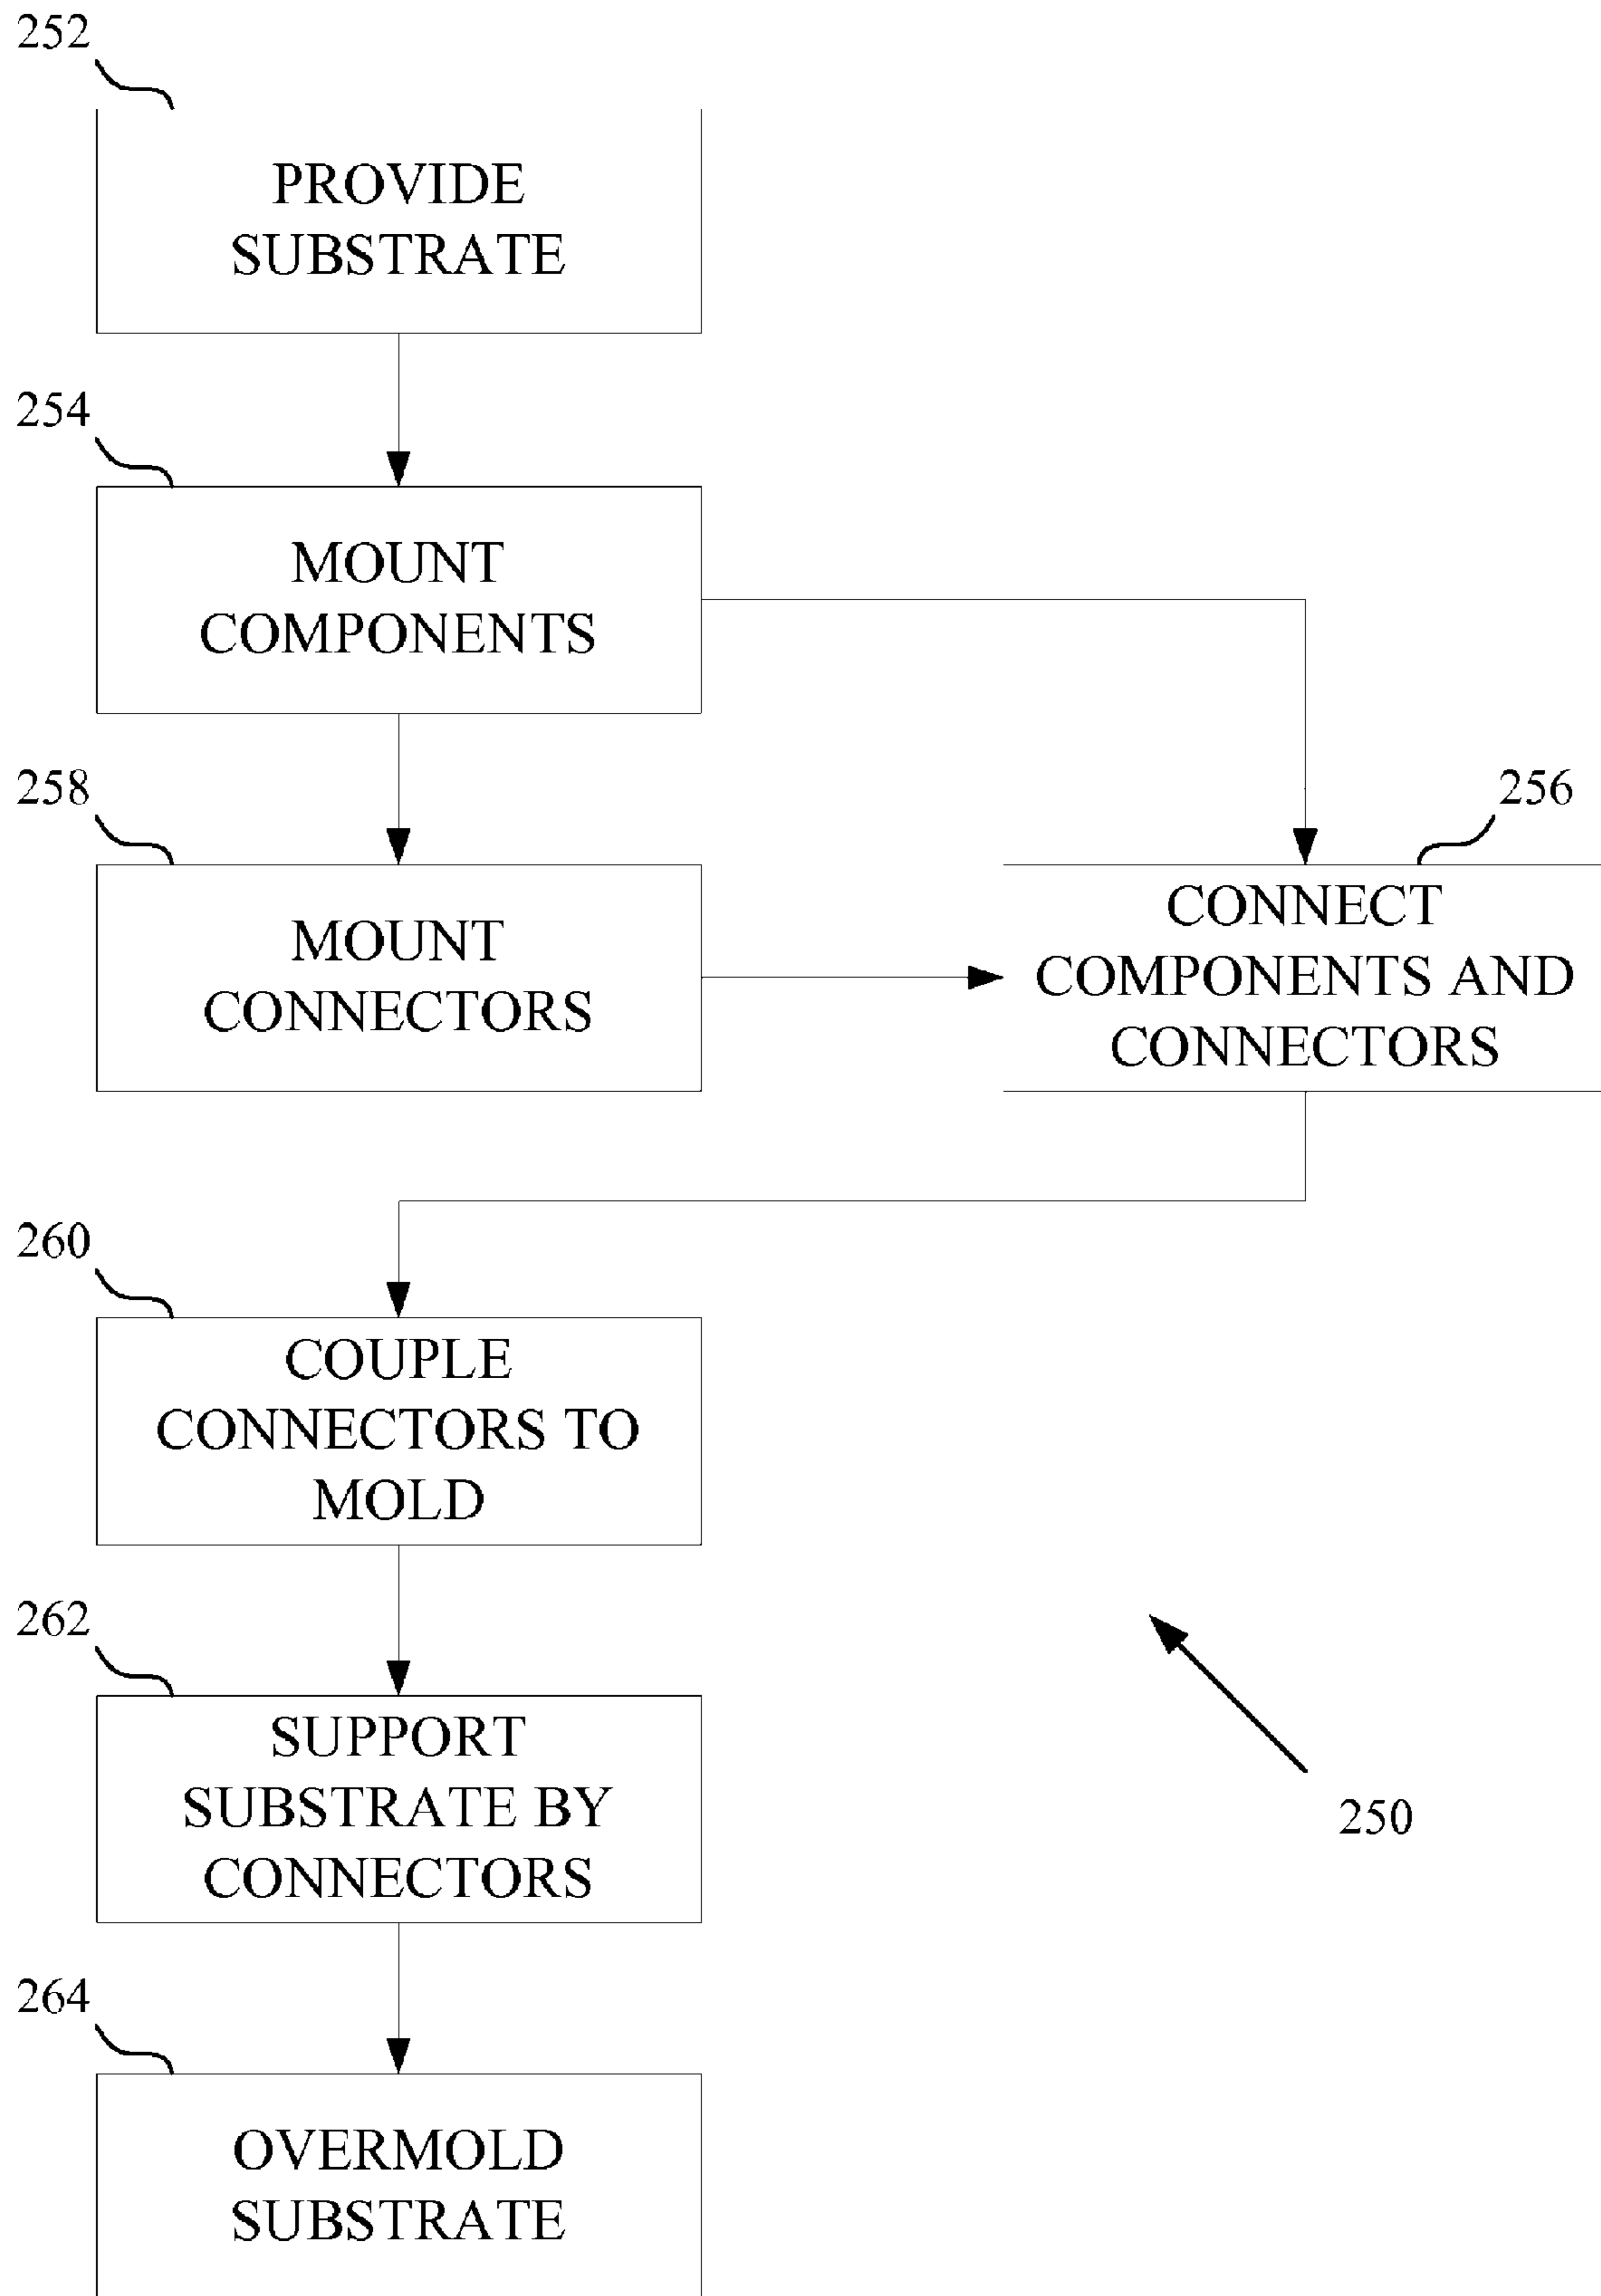 252
PROVIDE
SUBSTRATE
254
MOUNT
COMPONENTS
258
MOUNT
CONNECTORS
256
CONNECT
COMPONENTS AND
CONNECTORS
260
COUPLE
CONNECTORS TO
MOLD
262
SUPPORT
SUBSTRATE BY
CONNECTORS
250
264
OVERMOLD
SUBSTRATE